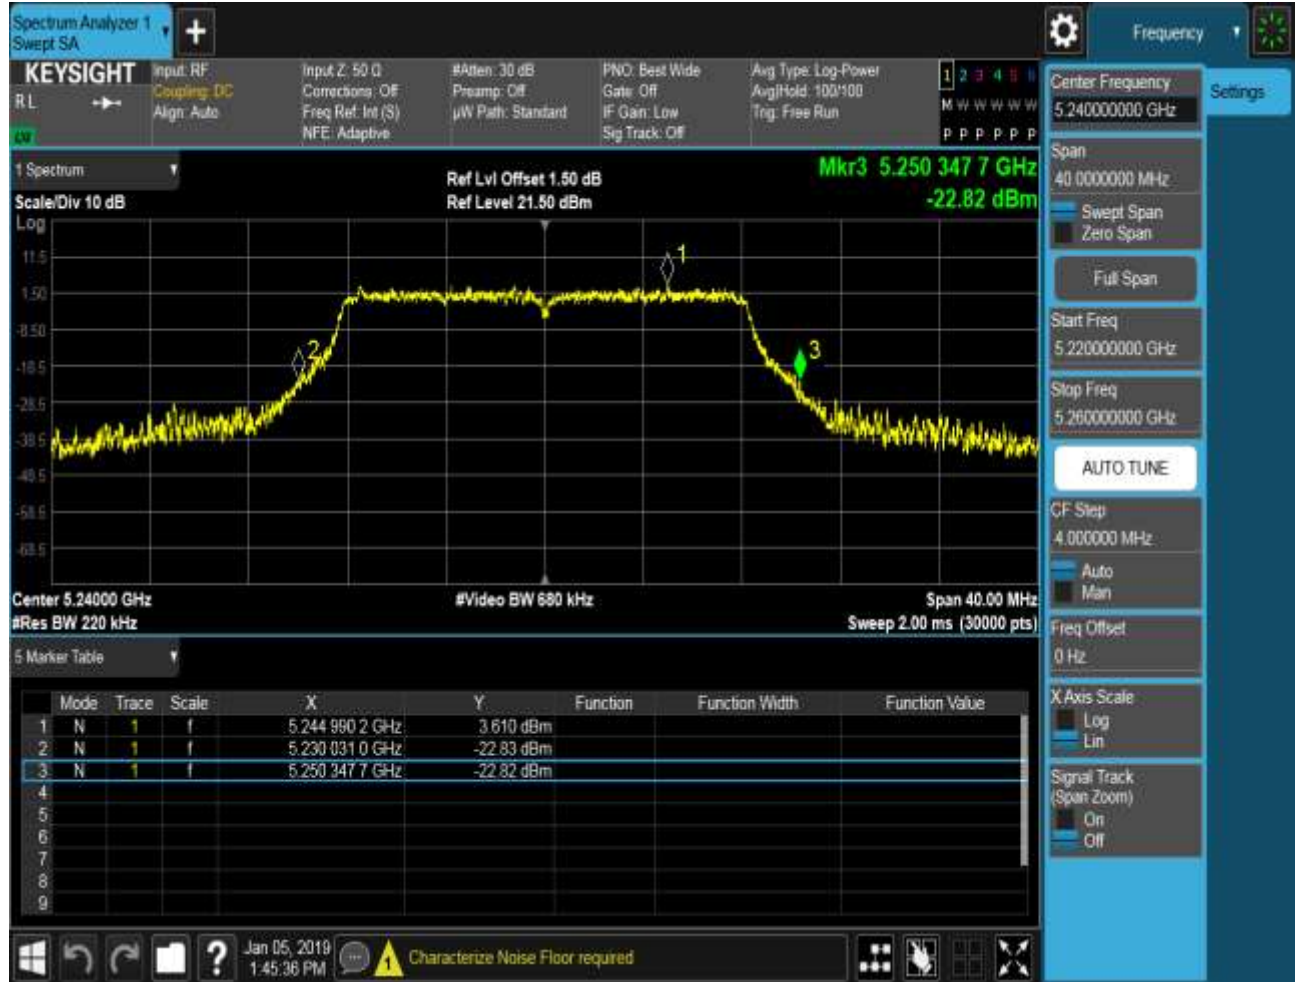 Spectrum Analyzer 1
Swept SA
+
Frequency
KEYSIGHT
RL
Input: RF
Coupling: DC
Align: Auto
Input Z: 50 Ω
Corrections: Off
Freq Ref: Int (S)
NFE: Adaptive
#Atten: 30 dB
Preamp: Off
µW Path: Standard
PNO: Best Wide
Gate: Off
IF Gain: Low
Sig Track: Off
Avg Type: Log-Power
Avg|Hold: 100/100
Trig: Free Run
1 2 3 4 5 6
M W W W W W
P P P P P P
1 Spectrum
Scale/Div 10 dB
Ref Lvl Offset 1.50 dB
Ref Level 21.50 dBm
Mkr3 5.250 347 7 GHz
-22.82 dBm
Log
11.5
1.50
-8.50
-18.5
-28.5
-38.5
-48.5
-58.5
-68.5
1
2
3
Center 5.24000 GHz
#Video BW 680 kHz
Span 40.00 MHz
#Res BW 220 kHz
Sweep 2.00 ms (30000 pts)
5 Marker Table
Mode Trace Scale X Y Function Function Width Function Value
1 N 1 f 5.244 990 2 GHz 3.610 dBm
2 N 1 f 5.230 031 0 GHz -22.83 dBm
3 N 1 f 5.250 347 7 GHz -22.82 dBm
4
5
6
7
8
9
?
Jan 05, 2019
1:45:36 PM
1
Characterize Noise Floor required
Center Frequency
5.240000000 GHz
Settings
Span
40.0000000 MHz
Swept Span
Zero Span
Full Span
Start Freq
5.220000000 GHz
Stop Freq
5.260000000 GHz
AUTO TUNE
CF Step
4.000000 MHz
Auto
Man
Freq Offset
0 Hz
X Axis Scale
Log
Lin
Signal Track
(Span Zoom)
On
Off